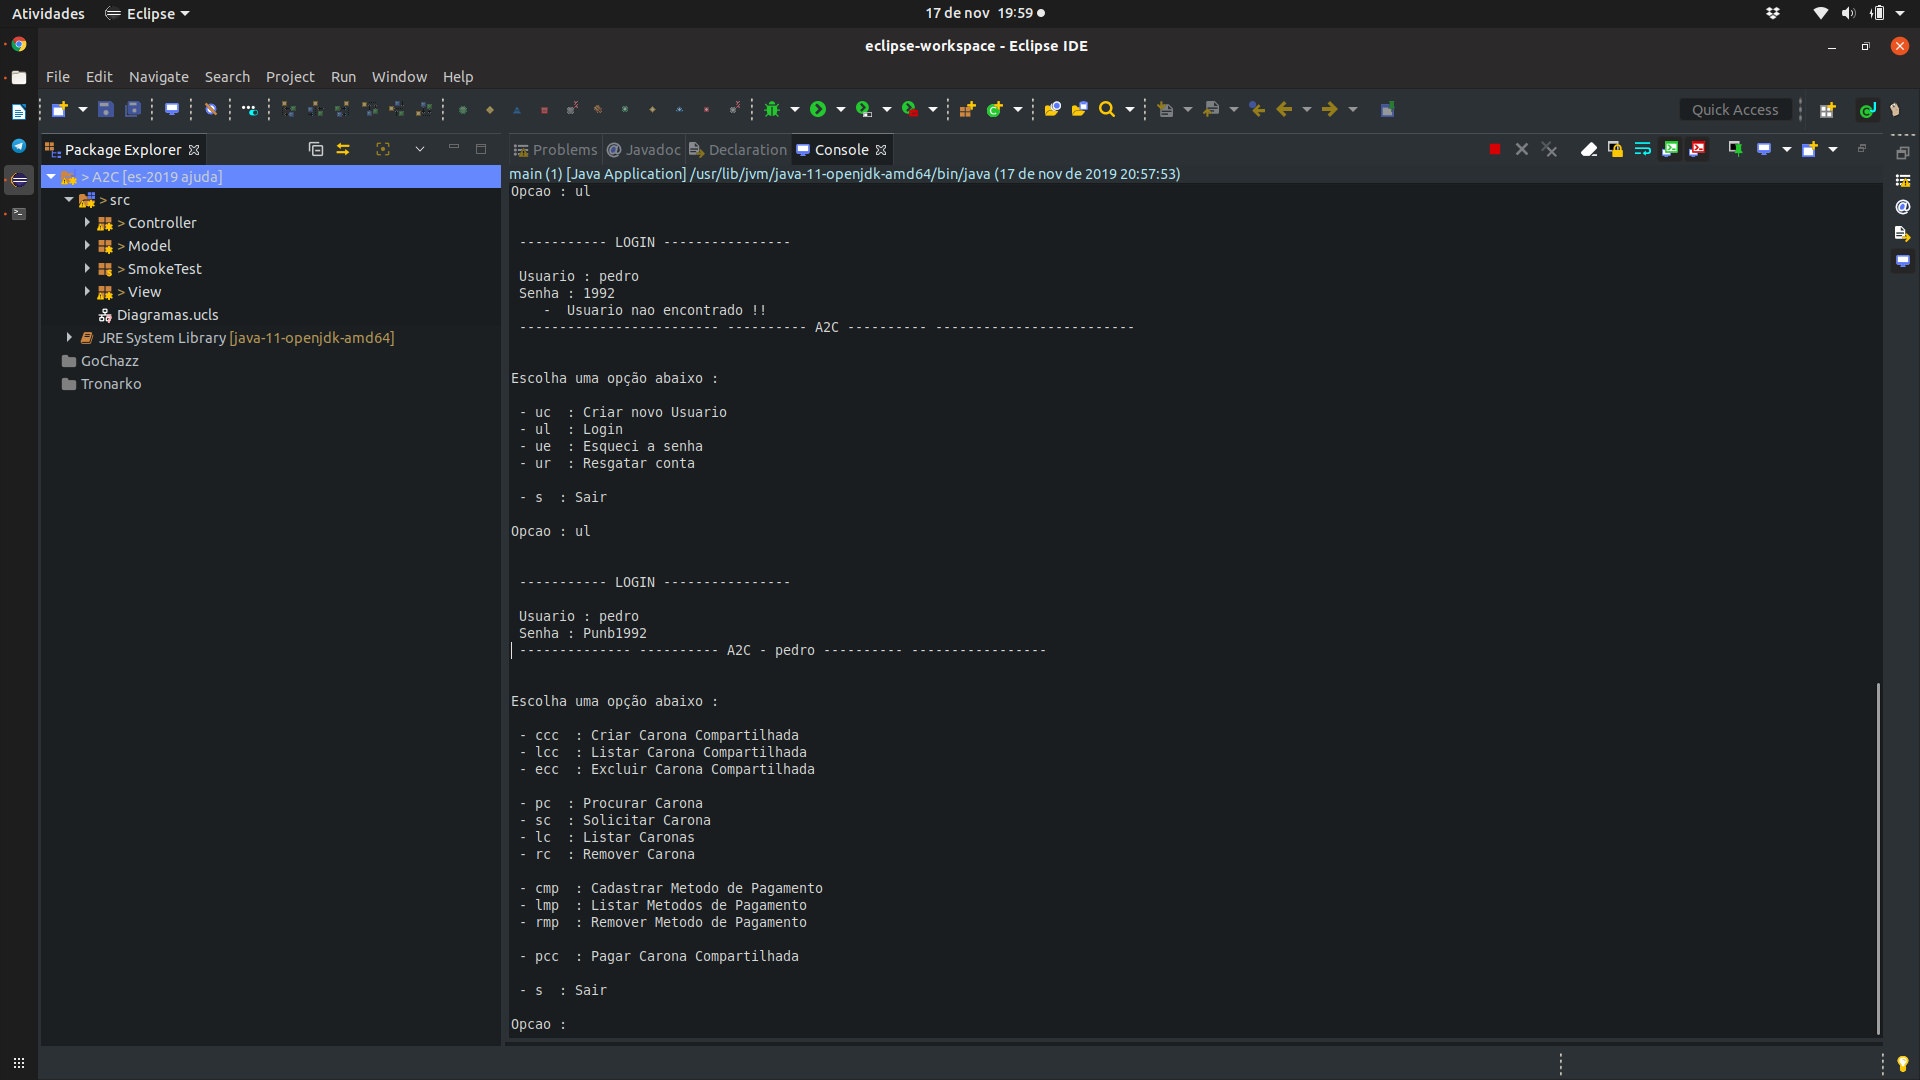 Atividades Eclipse 17 de nov 19:59
eclipse-workspace - Eclipse IDE
File Edit Navigate Search Project Run Window Help
Quick Access
Package Explorer Problems Javadoc Declaration Console
main (1) [Java Application] /usr/lib/jvm/java-11-openjdk-amd64/bin/java (17 de nov de 2019 20:57:53)
> A2C [es-2019 ajuda]
> src
> Controller
> Model
> SmokeTest
> View
Diagramas.ucls
JRE System Library [java-11-openjdk-amd64]
GoChazz
Tronarko
Opcao : ul
----------- LOGIN ----------------
Usuario : pedro
Senha : 1992
- Usuario nao encontrado !!
------------------------- ---------- A2C ---------- -------------------------
Escolha uma opção abaixo :
- uc : Criar novo Usuario
- ul : Login
- ue : Esqueci a senha
- ur : Resgatar conta
- s : Sair
Opcao : ul
----------- LOGIN ----------------
Usuario : pedro
Senha : Punb1992
-------------- ---------- A2C - pedro ---------- -----------------
Escolha uma opção abaixo :
- ccc : Criar Carona Compartilhada
- lcc : Listar Carona Compartilhada
- ecc : Excluir Carona Compartilhada
- pc : Procurar Carona
- sc : Solicitar Carona
- lc : Listar Caronas
- rc : Remover Carona
- cmp : Cadastrar Metodo de Pagamento
- lmp : Listar Metodos de Pagamento
- rmp : Remover Metodo de Pagamento
- pcc : Pagar Carona Compartilhada
- s : Sair
Opcao :